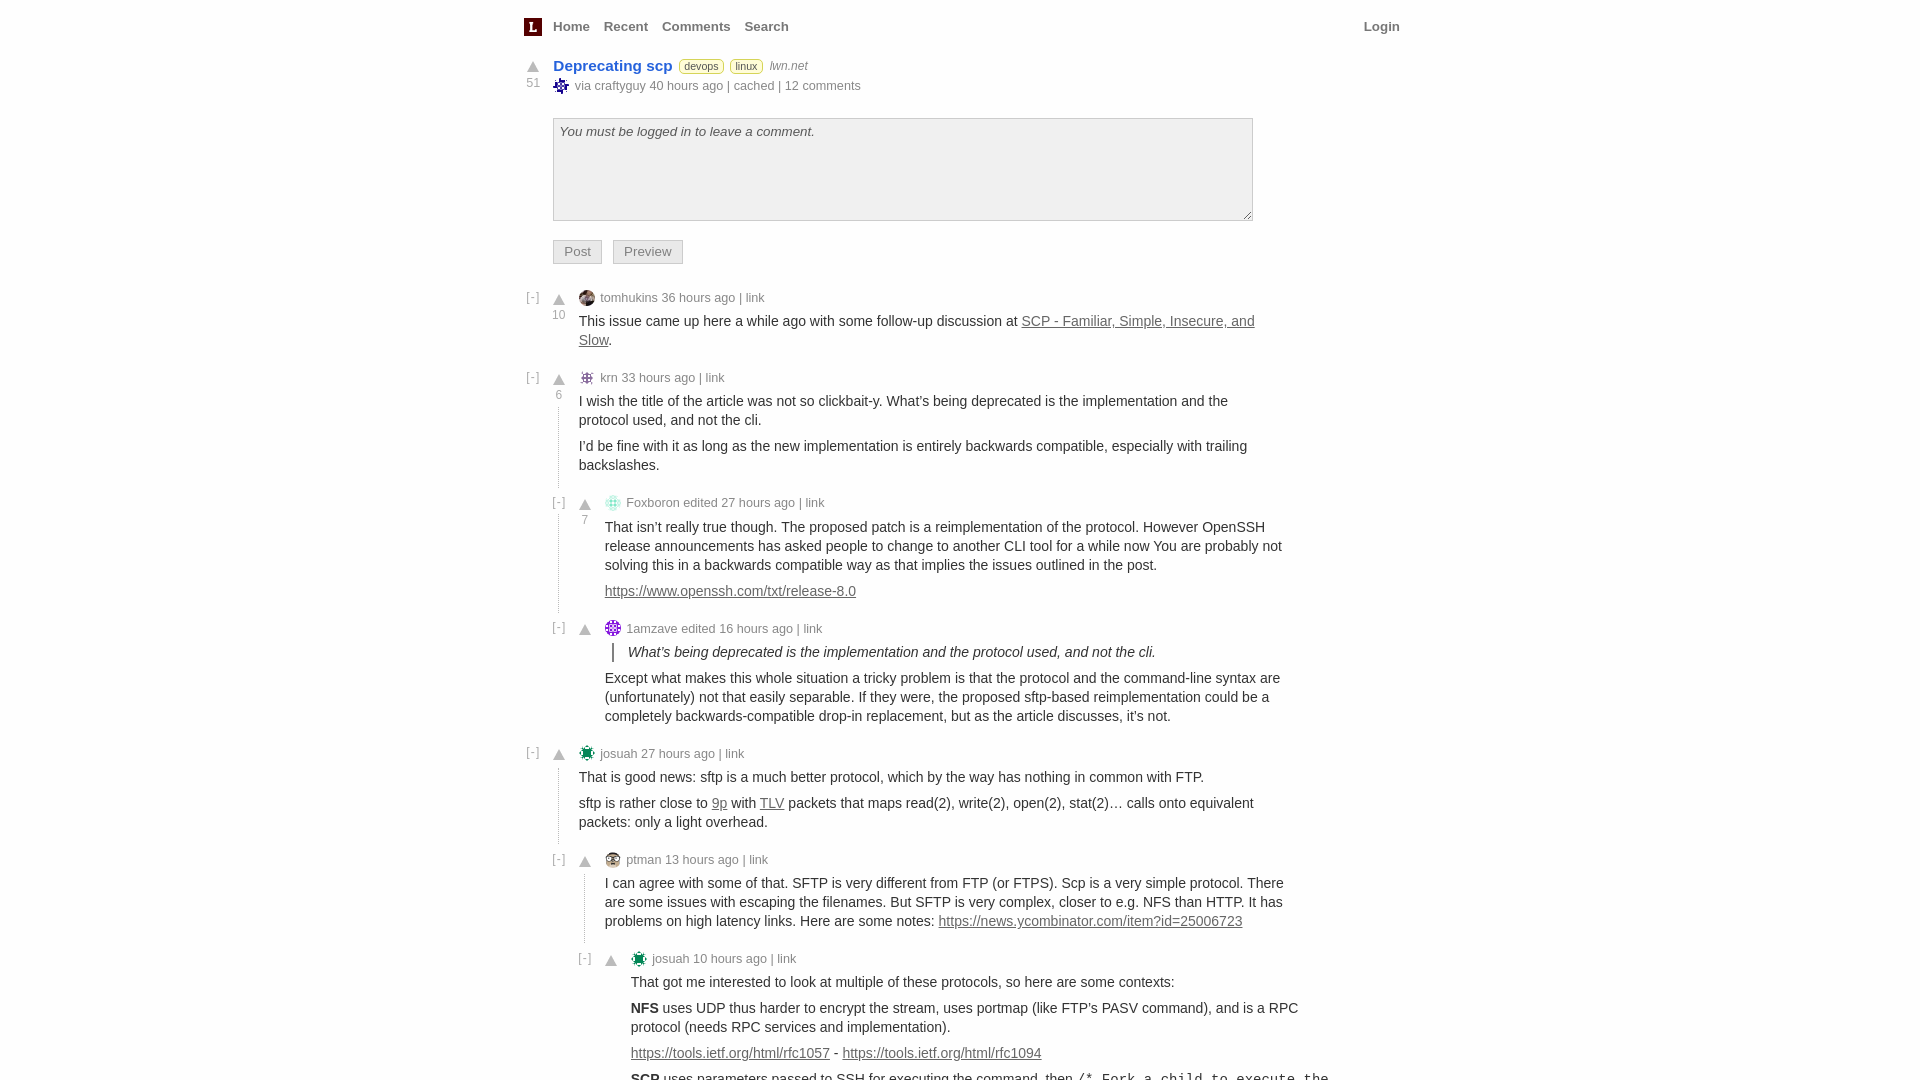 L Home Recent Comments Search Login
Deprecating scp devops linux lwn.net
51
via craftyguy 40 hours ago | cached | 12 comments
You must be logged in to leave a comment.
Post Preview
[-] tomhukins 36 hours ago | link
10
This issue came up here a while ago with some follow-up discussion at SCP - Familiar, Simple, Insecure, and
Slow.
[-] krn 33 hours ago | link
6
I wish the title of the article was not so clickbait-y. What’s being deprecated is the implementation and the
protocol used, and not the cli.
I’d be fine with it as long as the new implementation is entirely backwards compatible, especially with trailing
backslashes.
[-] Foxboron edited 27 hours ago | link
7
That isn’t really true though. The proposed patch is a reimplementation of the protocol. However OpenSSH
release announcements has asked people to change to another CLI tool for a while now You are probably not
solving this in a backwards compatible way as that implies the issues outlined in the post.
https://www.openssh.com/txt/release-8.0
[-] 1amzave edited 16 hours ago | link
What’s being deprecated is the implementation and the protocol used, and not the cli.
Except what makes this whole situation a tricky problem is that the protocol and the command-line syntax are
(unfortunately) not that easily separable. If they were, the proposed sftp-based reimplementation could be a
completely backwards-compatible drop-in replacement, but as the article discusses, it’s not.
[-] josuah 27 hours ago | link
That is good news: sftp is a much better protocol, which by the way has nothing in common with FTP.
sftp is rather close to 9p with TLV packets that maps read(2), write(2), open(2), stat(2)… calls onto equivalent
packets: only a light overhead.
[-] ptman 13 hours ago | link
I can agree with some of that. SFTP is very different from FTP (or FTPS). Scp is a very simple protocol. There
are some issues with escaping the filenames. But SFTP is very complex, closer to e.g. NFS than HTTP. It has
problems on high latency links. Here are some notes: https://news.ycombinator.com/item?id=25006723
[-] josuah 10 hours ago | link
That got me interested to look at multiple of these protocols, so here are some contexts:
NFS uses UDP thus harder to encrypt the stream, uses portmap (like FTP’s PASV command), and is a RPC
protocol (needs RPC services and implementation).
https://tools.ietf.org/html/rfc1057 - https://tools.ietf.org/html/rfc1094
SCP uses parameters passed to SSH for executing the command, then /* Fork a child to execute the